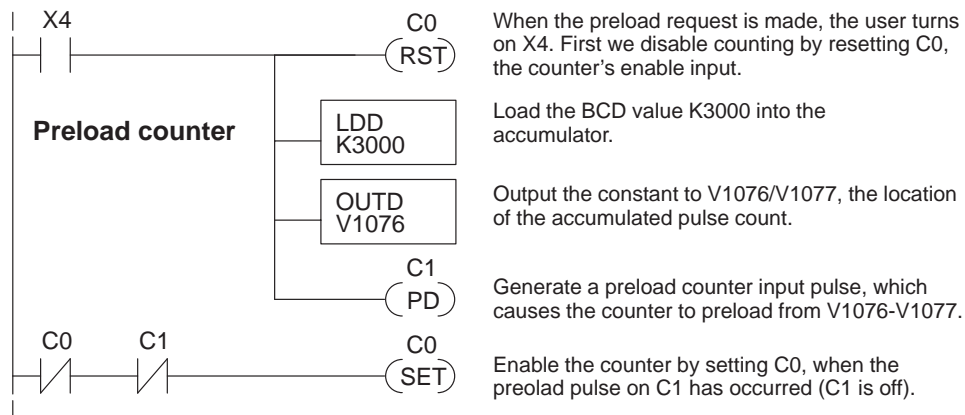 X4
C0
RST
When the preload request is made, the user turns
on X4. First we disable counting by resetting C0,
the counter's enable input.
Preload counter
LDD
K3000
Load the BCD value K3000 into the
accumulator.
OUTD
V1076
Output the constant to V1076/V1077, the location
of the accumulated pulse count.
C1
PD
Generate a preload counter input pulse, which
causes the counter to preload from V1076-V1077.
C0
C1
C0
SET
Enable the counter by setting C0, when the
preolad pulse on C1 has occurred (C1 is off).